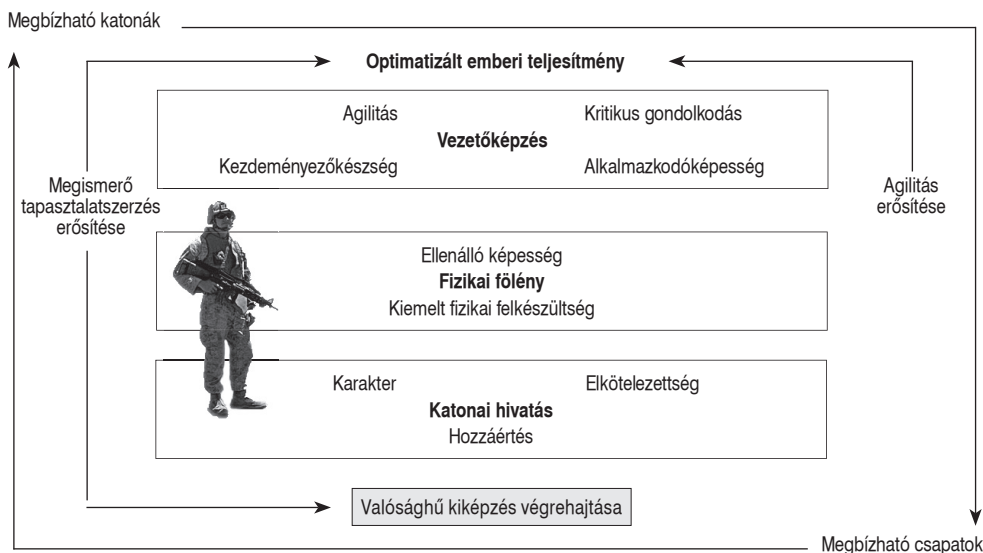 Megbízható katonák
Optimatizált emberi teljesítmény
Agilitás
Kritikus gondolkodás
Vezetőképzés
Kezdeményezőkészség
Alkalmazkodóképesség
Megismerő
tapasztalatszerzés
erősítése
Agilitás
erősítése
Ellenálló képesség
Fizikai fölény
Kiemelt fizikai felkészültség
Karakter
Elkötelezettség
Katonai hivatás
Hozzáértés
Valósághű kiképzés végrehajtása
Megbízható csapatok